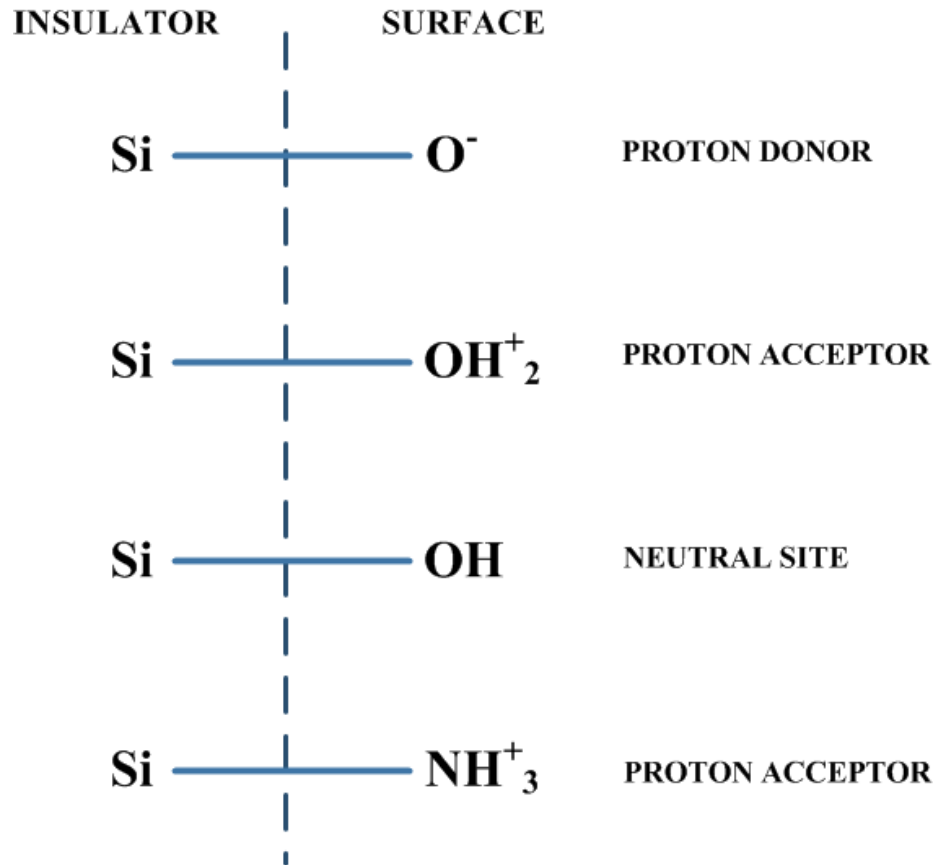 INSULATOR SURFACE
Si O⁻ PROTON DONOR
Si OH⁺₂ PROTON ACCEPTOR
Si OH NEUTRAL SITE
Si NH⁺₃ PROTON ACCEPTOR